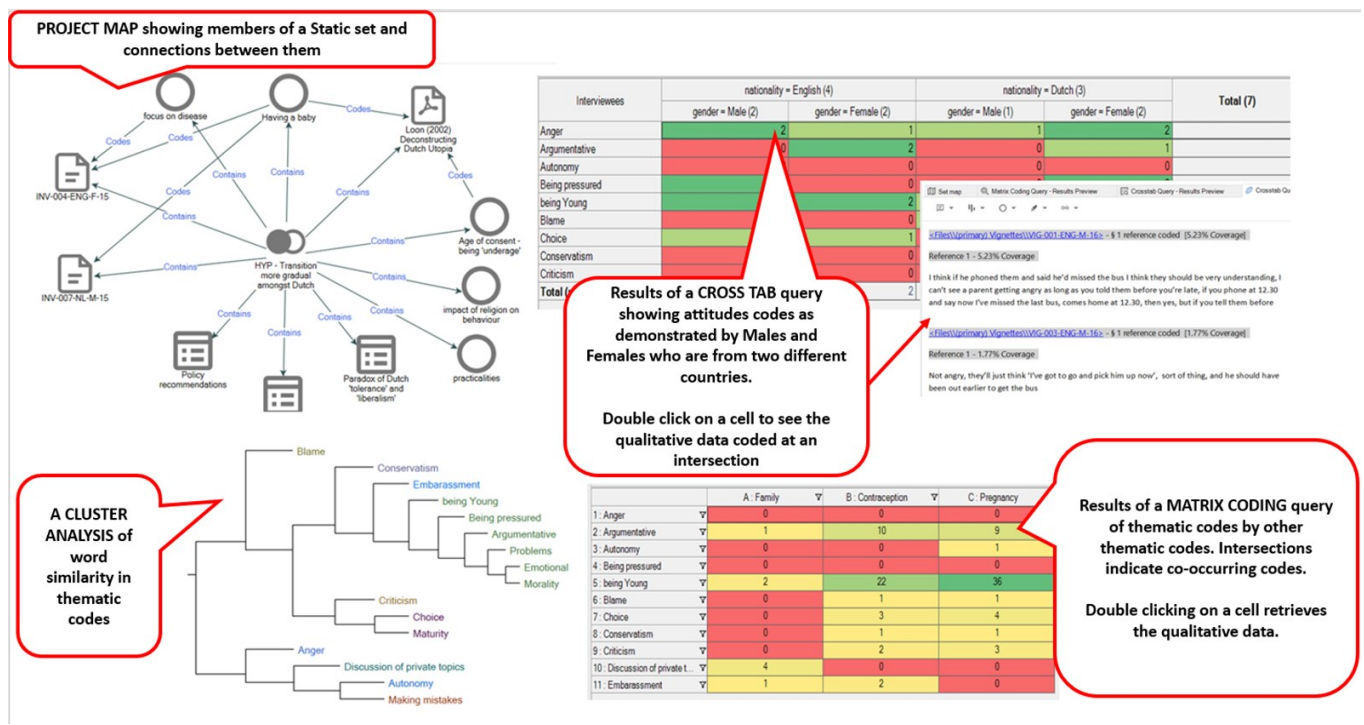 PROJECT MAP showing members of a Static set and
connections between them
focus on disease
Having a baby
Codes
Loon (2002)
Deconstructing
Dutch Utopia
Codes
Codes
Codes
Contains
Contains
Contains
Codes
INV-004-ENG-F-15
Contains
Codes
Contains
Age of consent -
being 'underage'
Contains
HYP - Transition
more gradual
amongst Dutch
Contains
INV-007-NL-M-15
Contains
Contains
Contains
Contains
impact of religion on
behaviour
Policy
recommendations
Paradox of Dutch
'tolerance' and
'liberalism'
practicalities
Interviewees
nationality = English (4)
nationality = Dutch (3)
Total (7)
gender = Male (2)
gender = Female (2)
gender = Male (1)
gender = Female (2)
Anger
2
1
1
2
Argumentative
0
2
0
1
Autonomy
0
0
0
0
Being pressured
0
being Young
2
Blame
0
Choice
1
Conservatism
0
Criticism
0
Total (
2
Results of a CROSS TAB query
showing attitudes codes as
demonstrated by Males and
Females who are from two different
countries.
Double click on a cell to see the
qualitative data coded at an
intersection
Set map
Matrix Coding Query - Results Preview
Crosstab Query - Results Preview
Crosstab Qu
<Files\\(primary) Vignettes\\VIG-001-ENG-M-16> - § 1 reference coded [5.23% Coverage]
Reference 1 - 5.23% Coverage
I think if he phoned them and said he'd missed the bus I think they should be very understanding, I
can't see a parent getting angry as long as you told them before you're late, if you phone at 12.30
and say now I've missed the last bus, comes home at 12.30, then yes, but if you tell them before
<Files\\(primary) Vignettes\\VIG-003-ENG-M-16> - § 1 reference coded [1.77% Coverage]
Reference 1 - 1.77% Coverage
Not angry, they'll just think 'I've got to go and pick him up now', sort of thing, and he should have
been out earlier to get the bus
A CLUSTER
ANALYSIS of
word
similarity in
thematic
codes
Blame
Conservatism
Embarassment
being Young
Being pressured
Argumentative
Problems
Emotional
Morality
Criticism
Choice
Maturity
Anger
Discussion of private topics
Autonomy
Making mistakes
A : Family
B : Contraception
C : Pregnancy
1 : Anger
0
0
0
2 : Argumentative
1
10
9
3 : Autonomy
0
0
1
4 : Being pressured
0
0
0
5 : being Young
2
22
36
6 : Blame
0
1
1
7 : Choice
0
3
4
8 : Conservatism
0
1
1
9 : Criticism
0
2
3
10 : Discussion of private t...
4
0
0
11 : Embarassment
1
2
0
Results of a MATRIX CODING query
of thematic codes by other
thematic codes. Intersections
indicate co-occurring codes.
Double clicking on a cell retrieves
the qualitative data.